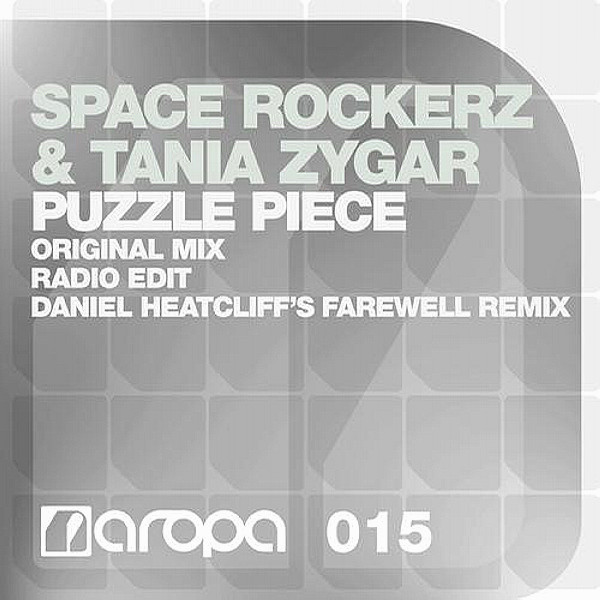 SPACE ROCKERZ
& TANIA ZYGAR
PUZZLE PIECE
ORIGINAL MIX
RADIO EDIT
DANIEL HEATCLIFF'S FAREWELL REMIX
aropa 015